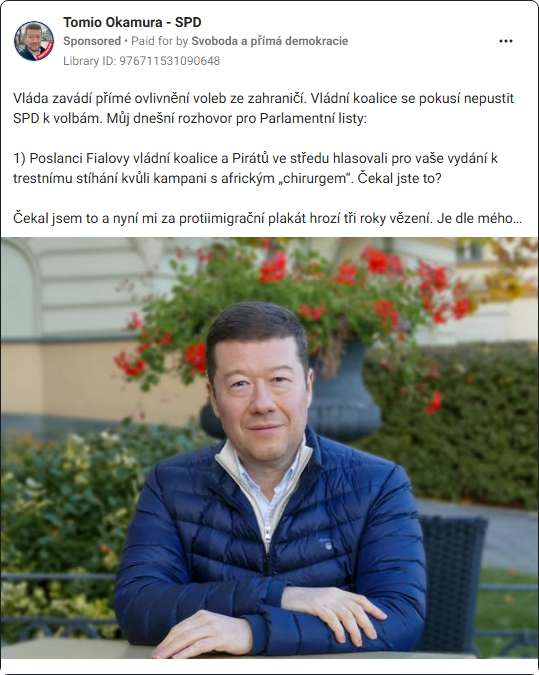 Tomio Okamura - SPD
Sponsored • Paid for by Svoboda a přímá demokracie
Library ID: 976711531090648
Vláda zavádí přímé ovlivnění voleb ze zahraničí. Vládní koalice se pokusí nepustit
SPD k volbám. Můj dnešní rozhovor pro Parlamentní listy:
1) Poslanci Fialovy vládní koalice a Pirátů ve středu hlasovali pro vaše vydání k
trestnímu stíhání kvůli kampani s africkým „chirurgem“. Čekal jste to?
Čekal jsem to a nyní mi za protiimigrační plakát hrozí tři roky vězení. Je dle mého...